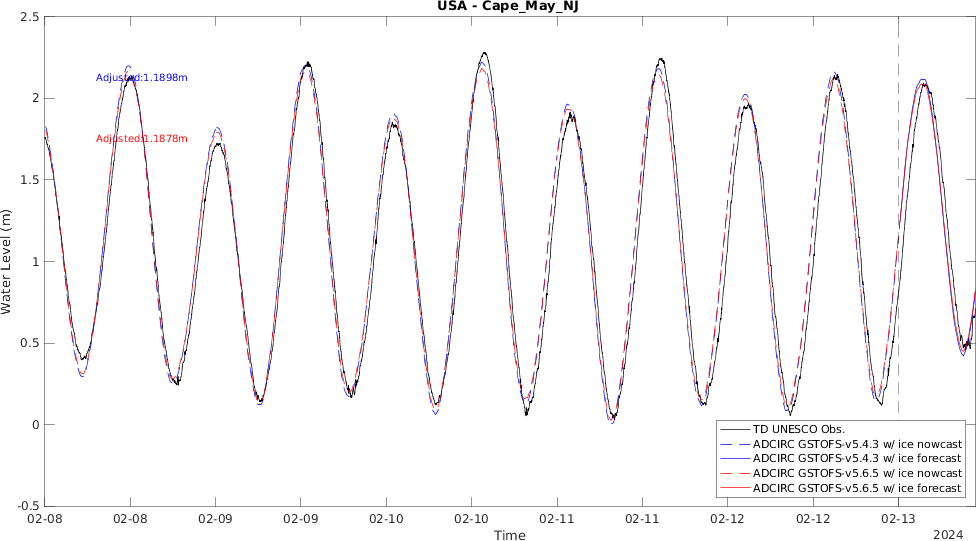 USA - Cape_May_NJ
2.5
2
1.5
1
0.5
0
-0.5
Water Level (m)
Adjusted:1.1898m
Adjusted:1.1878m
TD UNESCO Obs.
ADCIRC GSTOFS-v5.4.3 w/ ice nowcast
ADCIRC GSTOFS-v5.4.3 w/ ice forecast
ADCIRC GSTOFS-v5.6.5 w/ ice nowcast
ADCIRC GSTOFS-v5.6.5 w/ ice forecast
02-08 02-08 02-09 02-09 02-10 02-10 02-11 02-11 02-12 02-12 02-13
Time
2024